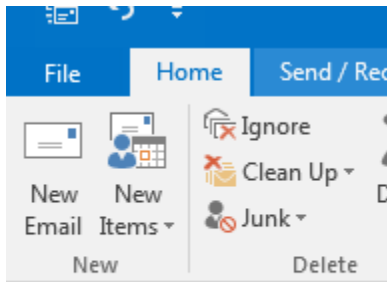 File Home Send / Rec
New Email
New Items
Ignore
Clean Up
Junk
New
Delete